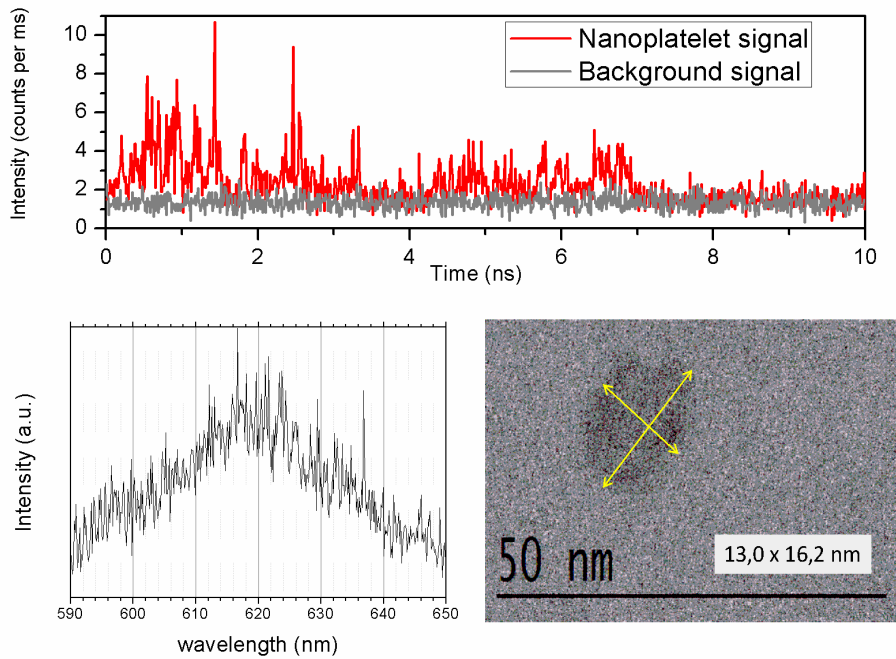 Intensity (counts per ms)
10
8
6
4
2
0
Nanoplatelet signal
Background signal
0 2 4 6 8 10
Time (ns)
Intensity (a.u.)
590 600 610 620 630 640 650
wavelength (nm)
50 nm
13,0 x 16,2 nm